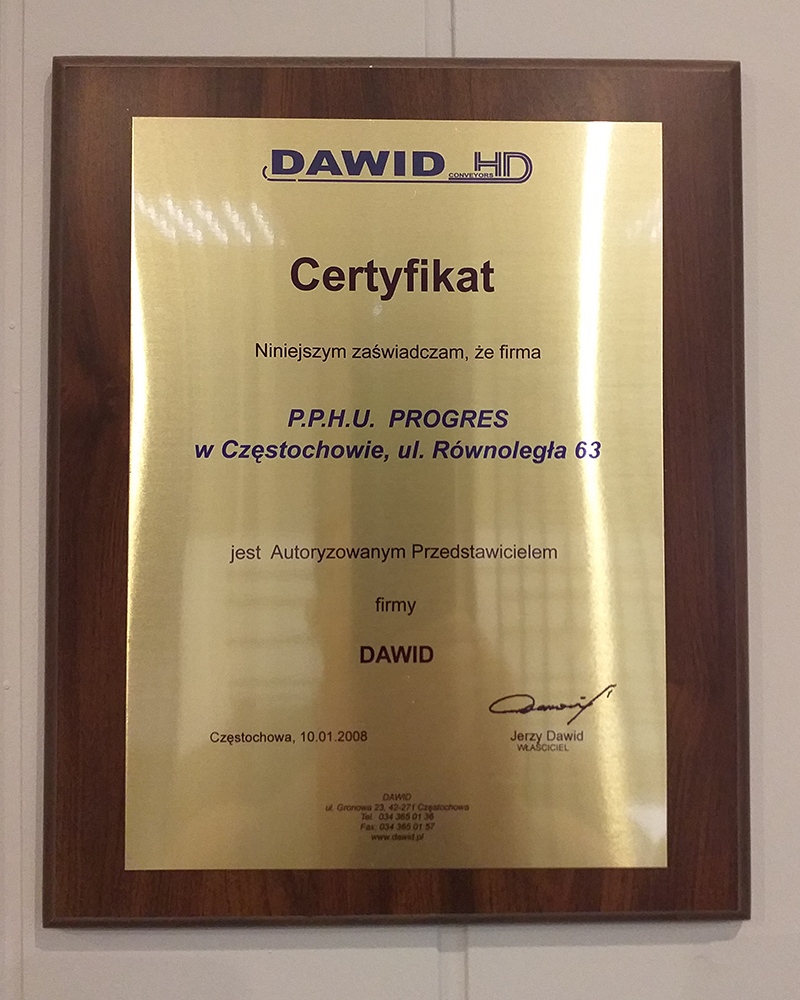 DAWID CONVEYORS HD
Certyfikat
Niniejszym zaświadczam, że firma
P.P.H.U. PROGRES
w Częstochowie, ul. Równoległa 63
jest Autoryzowanym Przedstawicielem
firmy
DAWID
Częstochowa, 10.01.2008
Jerzy Dawid
WŁAŚCICIEL
DAWID
ul. Gronowa 23, 42-271 Częstochowa
Tel. 034 365 01 36
Fax. 034 365 01 57
www.dawid.pl